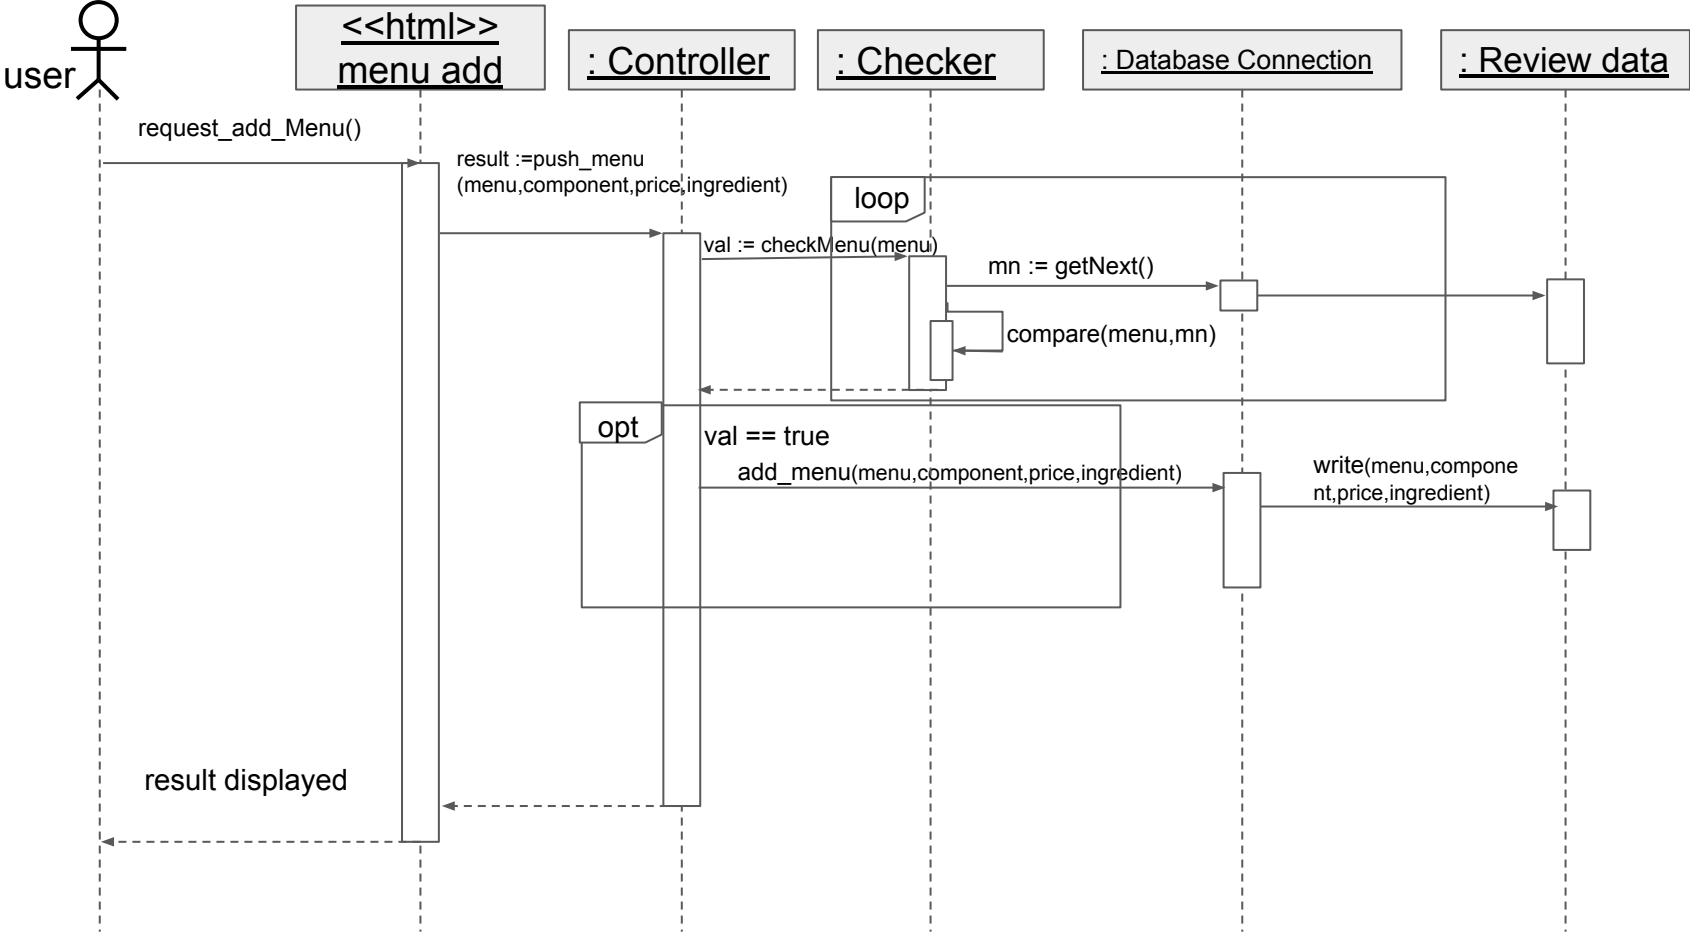 user
<<html>>
menu add
: Controller
: Checker
: Database Connection
: Review data
request_add_Menu()
result :=push_menu
(menu,component,price,ingredient)
loop
val := checkMenu(menu)
mn := getNext()
compare(menu,mn)
opt
val == true
add_menu(menu,component,price,ingredient)
write(menu,compone
nt,price,ingredient)
result displayed